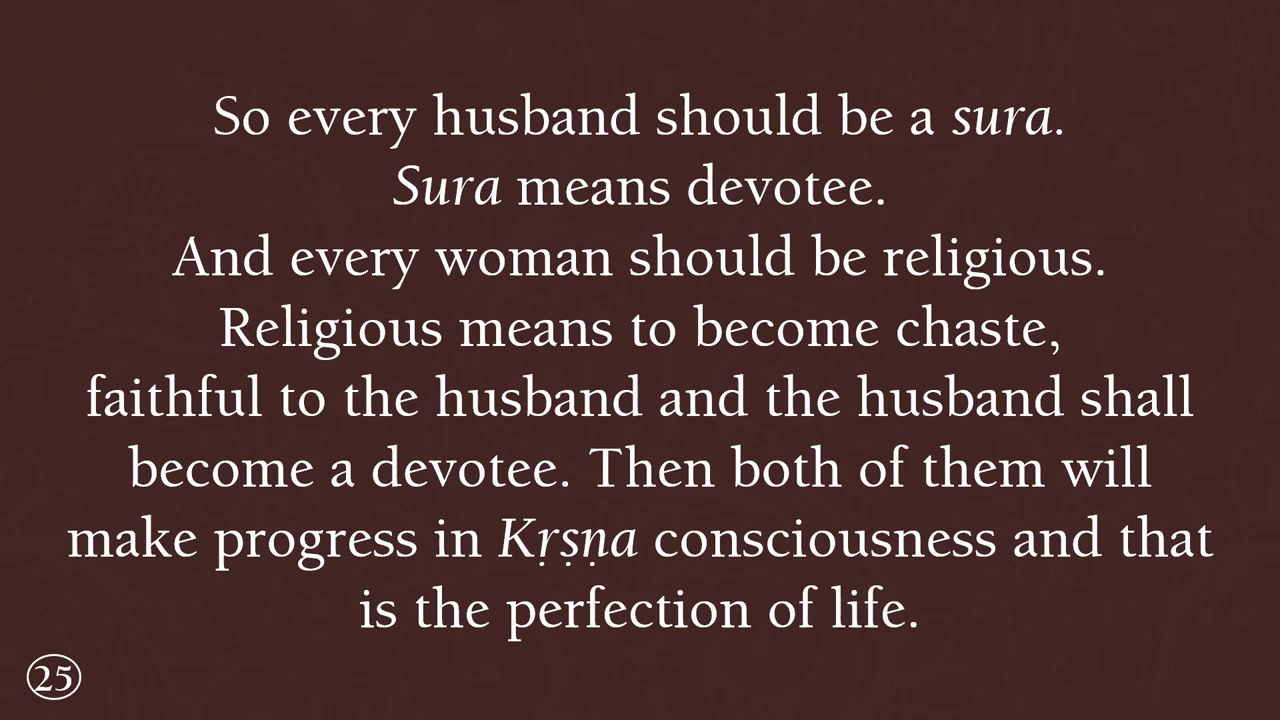 So every husband should be a sura.
Sura means devotee.
And every woman should be religious.
Religious means to become chaste,
faithful to the husband and the husband shall
become a devotee. Then both of them will
make progress in Kṛṣṇa consciousness and that
is the perfection of life.
25